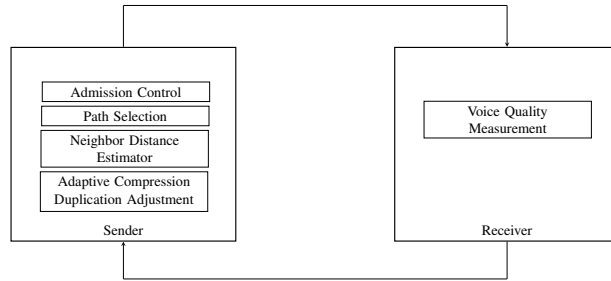 Admission Control
Path Selection
Neighbor Distance
Estimator
Adaptive Compression
Duplication Adjustment
Sender
Voice Quality
Measurement
Receiver